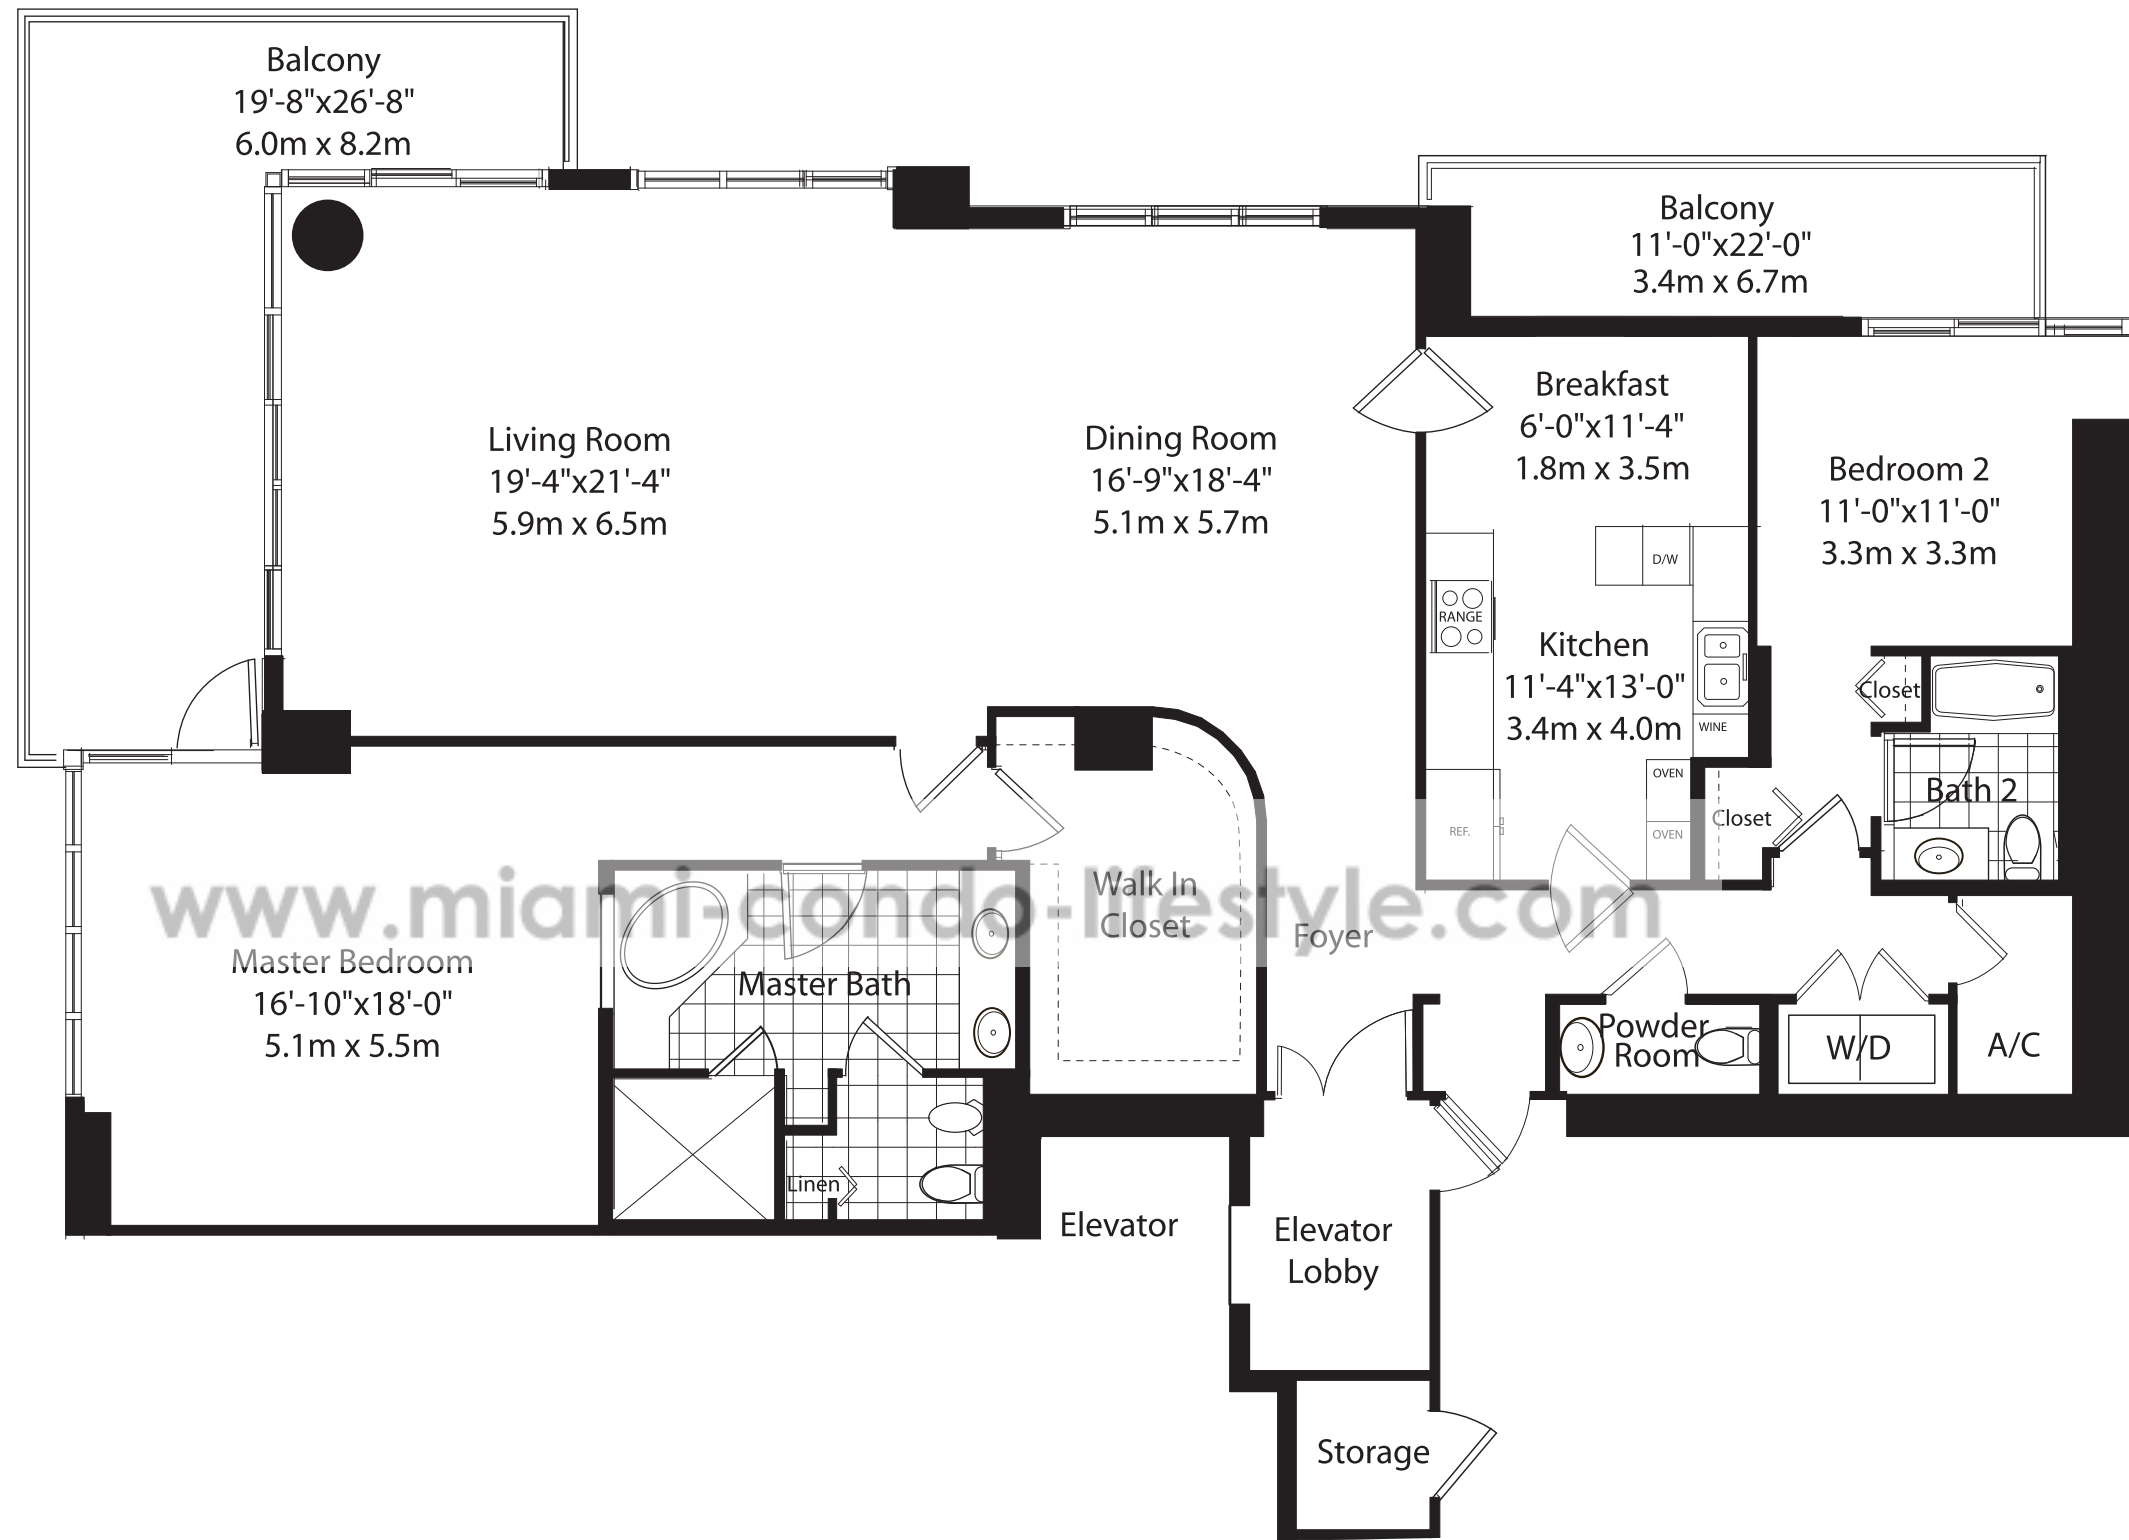 Balcony
19'-8"x26'-8"
6.0m x 8.2m
Balcony
11'-0"x22'-0"
3.4m x 6.7m
Living Room
19'-4"x21'-4"
5.9m x 6.5m
Dining Room
16'-9"x18'-4"
5.1m x 5.7m
Breakfast
6'-0"x11'-4"
1.8m x 3.5m
Bedroom 2
11'-0"x11'-0"
3.3m x 3.3m
D/W
RANGE
Kitchen
11'-4"x13'-0"
3.4m x 4.0m
WINE
Closet
OVEN
OVEN
REF.
Closet
Bath 2
www.miami-condo-lifestyle.com
Walk In
Closet
Foyer
Master Bedroom
16'-10"x18'-0"
5.1m x 5.5m
Master Bath
Powder
Room
W/D
A/C
Linen
Elevator
Elevator
Lobby
Storage